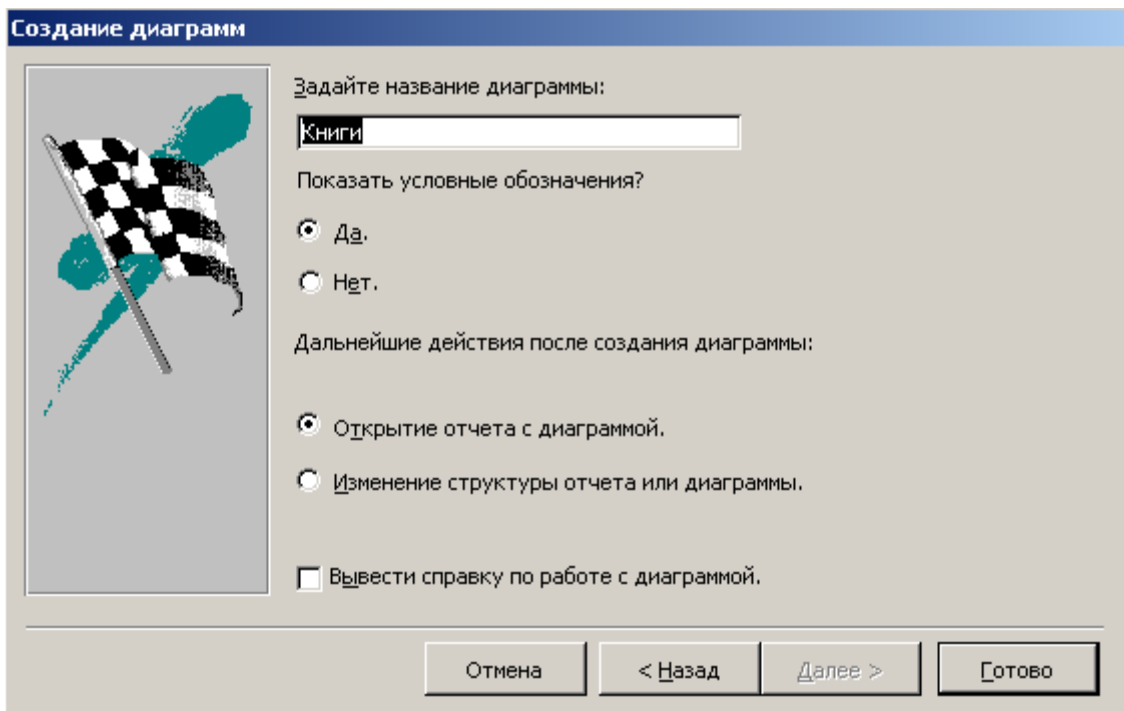 Создание диаграмм
Задайте название диаграммы:
Книги
Показать условные обозначения?
Да.
Нет.
Дальнейшие действия после создания диаграммы:
Открытие отчета с диаграммой.
Изменение структуры отчета или диаграммы.
Вывести справку по работе с диаграммой.
Отмена
< Назад
Далее >
Готово